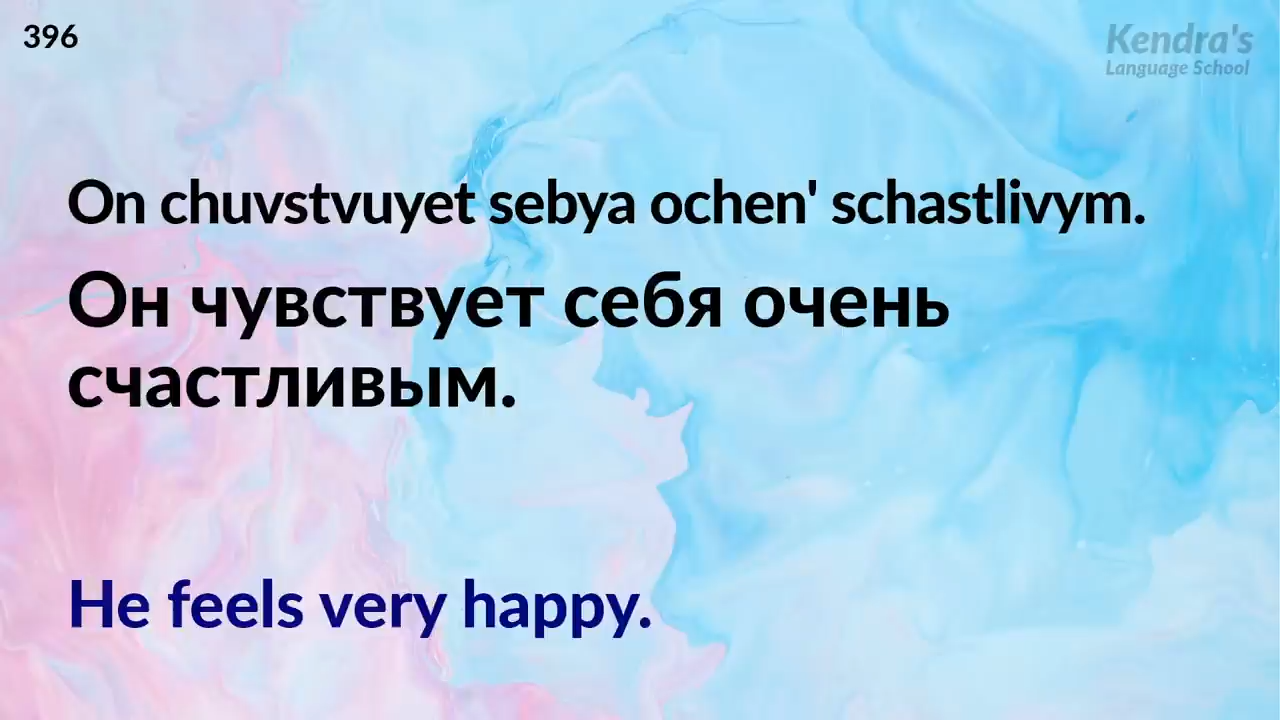 396
Kendra's
Language School
On chuvstvuyet sebya ochen' schastlivym.
Он чувствует себя очень
счастливым.
He feels very happy.